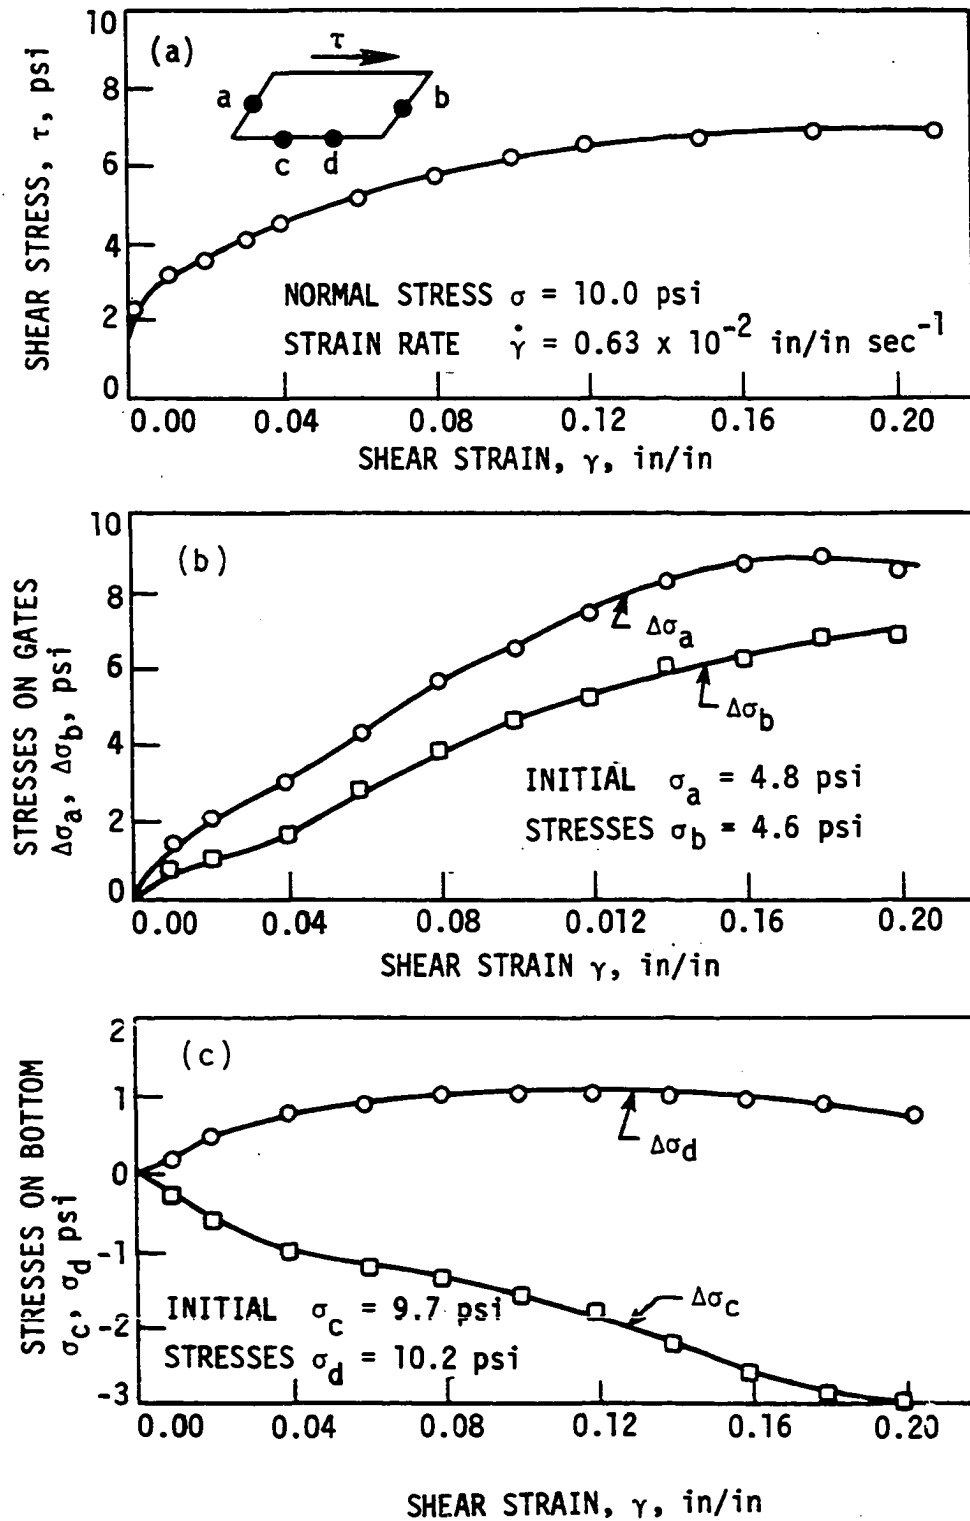 (a)
τ
a
b
c
d
10
8
6
4
2
0
SHEAR STRESS, τ, psi
NORMAL STRESS σ = 10.0 psi
STRAIN RATE γ̇ = 0.63 x 10⁻² in/in sec⁻¹
0.00 0.04 0.08 0.12 0.16 0.20
SHEAR STRAIN, γ, in/in
(b)
10
8
6
4
2
0
STRESSES ON GATES
Δσa, Δσb, psi
Δσa
Δσb
INITIAL σa = 4.8 psi
STRESSES σb = 4.6 psi
0.00 0.04 0.08 0.012 0.16 0.20
SHEAR STRAIN γ, in/in
(c)
2
1
0
-1
-2
-3
STRESSES ON BOTTOM
σc, σd psi
Δσd
Δσc
INITIAL σc = 9.7 psi
STRESSES σd = 10.2 psi
0.00 0.04 0.08 0.12 0.16 0.20
SHEAR STRAIN, γ, in/in